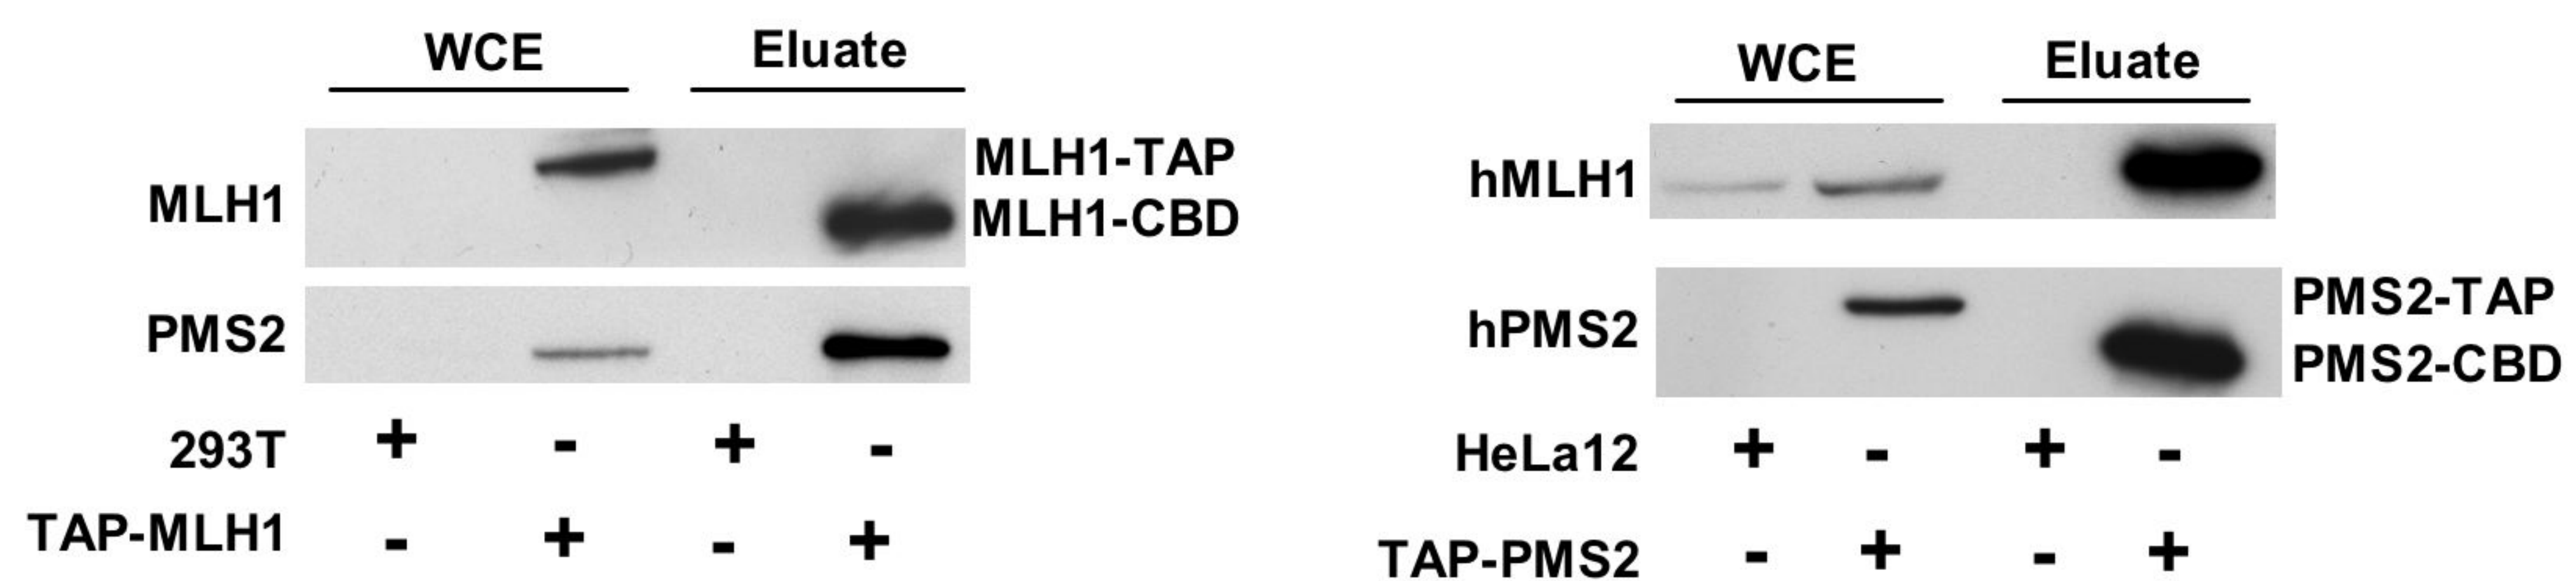 WCE Eluate
MLH1 MLH1-TAP
MLH1-CBD
PMS2
293T + - + -
TAP-MLH1 - + - +
WCE Eluate
hMLH1
hPMS2 PMS2-TAP
PMS2-CBD
HeLa12 + - + -
TAP-PMS2 - + - +